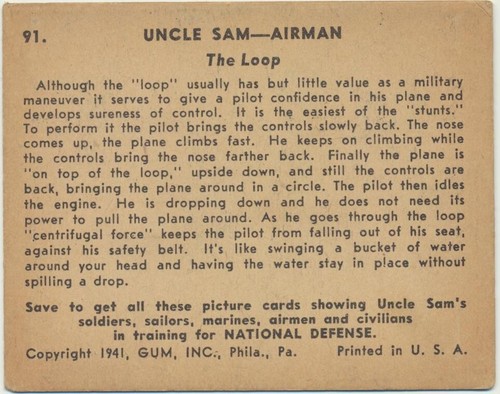 91. UNCLE SAM—AIRMAN
The Loop
Although the "loop" usually has but little value as a military
maneuver it serves to give a pilot confidence in his plane and
develops sureness of control. It is the easiest of the "stunts."
To perform it the pilot brings the controls slowly back. The nose
comes up, the plane climbs fast. He keeps on climbing while
the controls bring the nose farther back. Finally the plane is
"on top of the loop," upside down, and still the controls are
back, bringing the plane around in a circle. The pilot then idles
the engine. He is dropping down and he does not need its
power to pull the plane around. As he goes through the loop
"centrifugal force" keeps the pilot from falling out of his seat,
against his safety belt. It's like swinging a bucket of water
around your head and having the water stay in place without
spilling a drop.
Save to get all these picture cards showing Uncle Sam's
soldiers, sailors, marines, airmen and civilians
in training for NATIONAL DEFENSE.
Copyright 1941, GUM, INC., Phila., Pa. Printed in U. S. A.